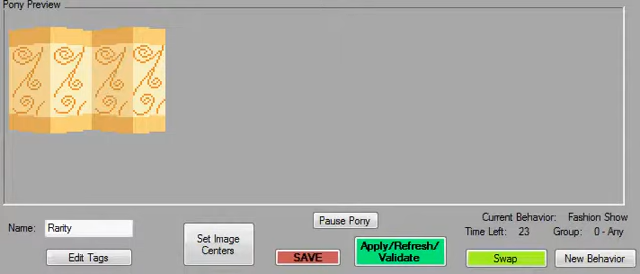 Pony Preview
Pause Pony
Current Behavior: Fashion Show
Name: Rarity
Set Image
Centers
Time Left: 23 Group: 0 - Any
Edit Tags
SAVE
Apply/Refresh/
Validate
Swap
New Behavior